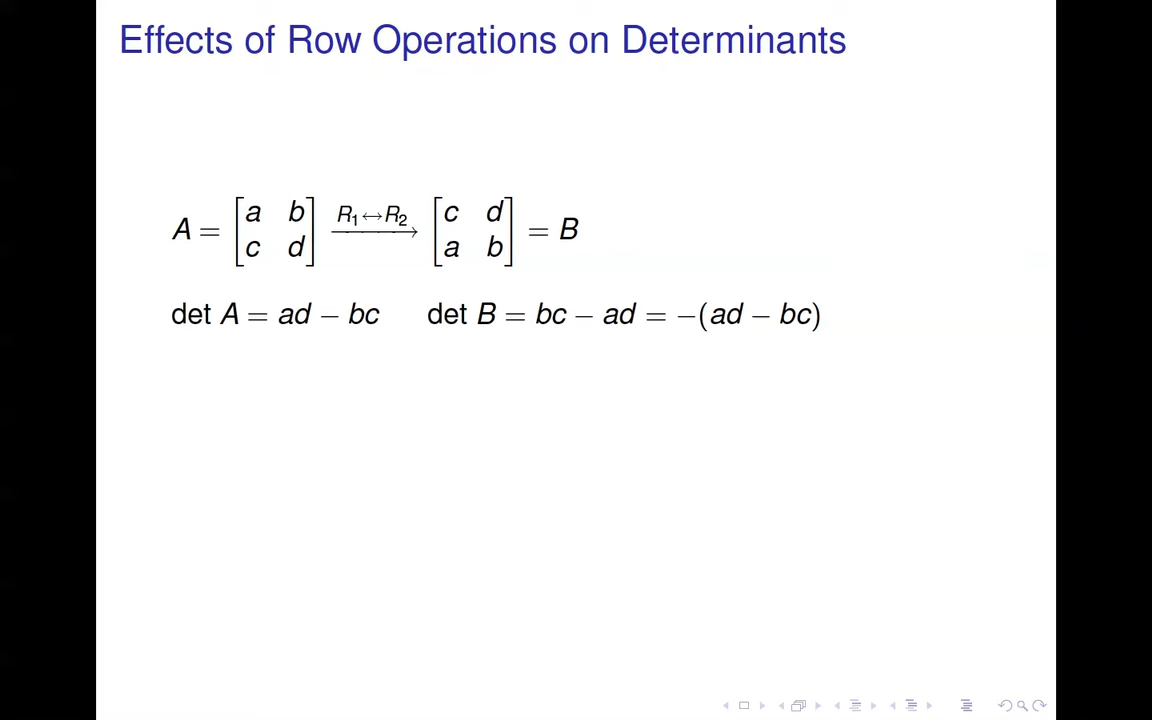 Effects of Row Operations on Determinants
A = [a b; c d] R₁↔R₂ → [c d; a b] = B
det A = ad − bc det B = bc − ad = −(ad − bc)